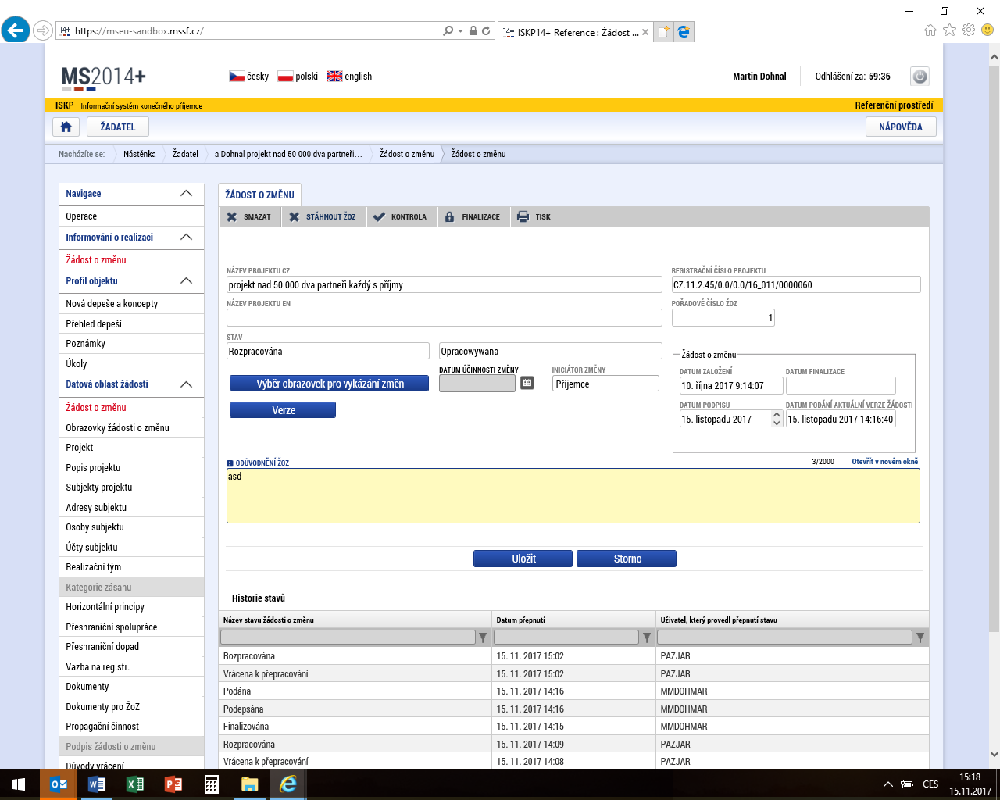 https://mseu-sandbox.mssf.cz/
ISKP14+ Reference : Žádost ...
MS2014+
česky polski english
Martin Dohnal
Odhlášení za: 59:36
ISKP Informační systém konečného příjemce
Referenční prostředí
ŽADATEL
NÁPOVĚDA
Nacházíte se: Nástěnka Žadatel a Dohnal projekt nad 50 000 dva partneři... Žádost o změnu Žádost o změnu
Navigace
Operace
Informování o realizaci
Žádost o změnu
Profil objektu
Nová depeše a koncepty
Přehled depeší
Poznámky
Úkoly
Datová oblast žádosti
Žádost o změnu
Obrazovky žádosti o změnu
Projekt
Popis projektu
Subjekty projektu
Adresy subjektu
Osoby subjektu
Účty subjektu
Realizační tým
Kategorie zásahu
Horizontální principy
Přeshraniční spolupráce
Přeshraniční dopad
Vazba na reg.str.
Dokumenty
Dokumenty pro ŽoZ
Propagační činnost
Podpis žádosti o změnu
Důvody vrácení
ŽÁDOST O ZMĚNU
SMAZAT STÁHNOUT ŽOZ KONTROLA FINALIZACE TISK
NÁZEV PROJEKTU CZ
projekt nad 50 000 dva partneři každý s příjmy
REGISTRAČNÍ ČÍSLO PROJEKTU
CZ.11.2.45/0.0/0.0/16_011/0000060
NÁZEV PROJEKTU EN
POŘADOVÉ ČÍSLO ŽOZ
1
STAV
Rozpracována
Opracowywana
Výběr obrazovek pro vykázání změn
DATUM ÚČINNOSTI ZMĚNY
INICIÁTOR ZMĚNY
Příjemce
Verze
Žádost o změnu
DATUM ZALOŽENÍ DATUM FINALIZACE
10. října 2017 9:14:07
DATUM PODPISU DATUM PODÁNÍ AKTUÁLNÍ VERZE ŽÁDOSTI
15. listopadu 2017 15. listopadu 2017 14:16:40
ODŮVODNĚNÍ ŽOZ
3/2000 Otevřít v novém okně
asd
Uložit Storno
Historie stavů
Název stavu žádosti o změnu Datum přepnutí Uživatel, který provedl přepnutí stavu
Rozpracována 15. 11. 2017 15:02 PAZJAR
Vrácena k přepracování 15. 11. 2017 15:02 PAZJAR
Podána 15. 11. 2017 14:16 MMDOHMAR
Podepsána 15. 11. 2017 14:16 MMDOHMAR
Finalizována 15. 11. 2017 14:15 MMDOHMAR
Rozpracována 15. 11. 2017 14:09 PAZJAR
Vrácena k přepracování 15. 11. 2017 14:08 PAZJAR
CES
15:18
15.11.2017